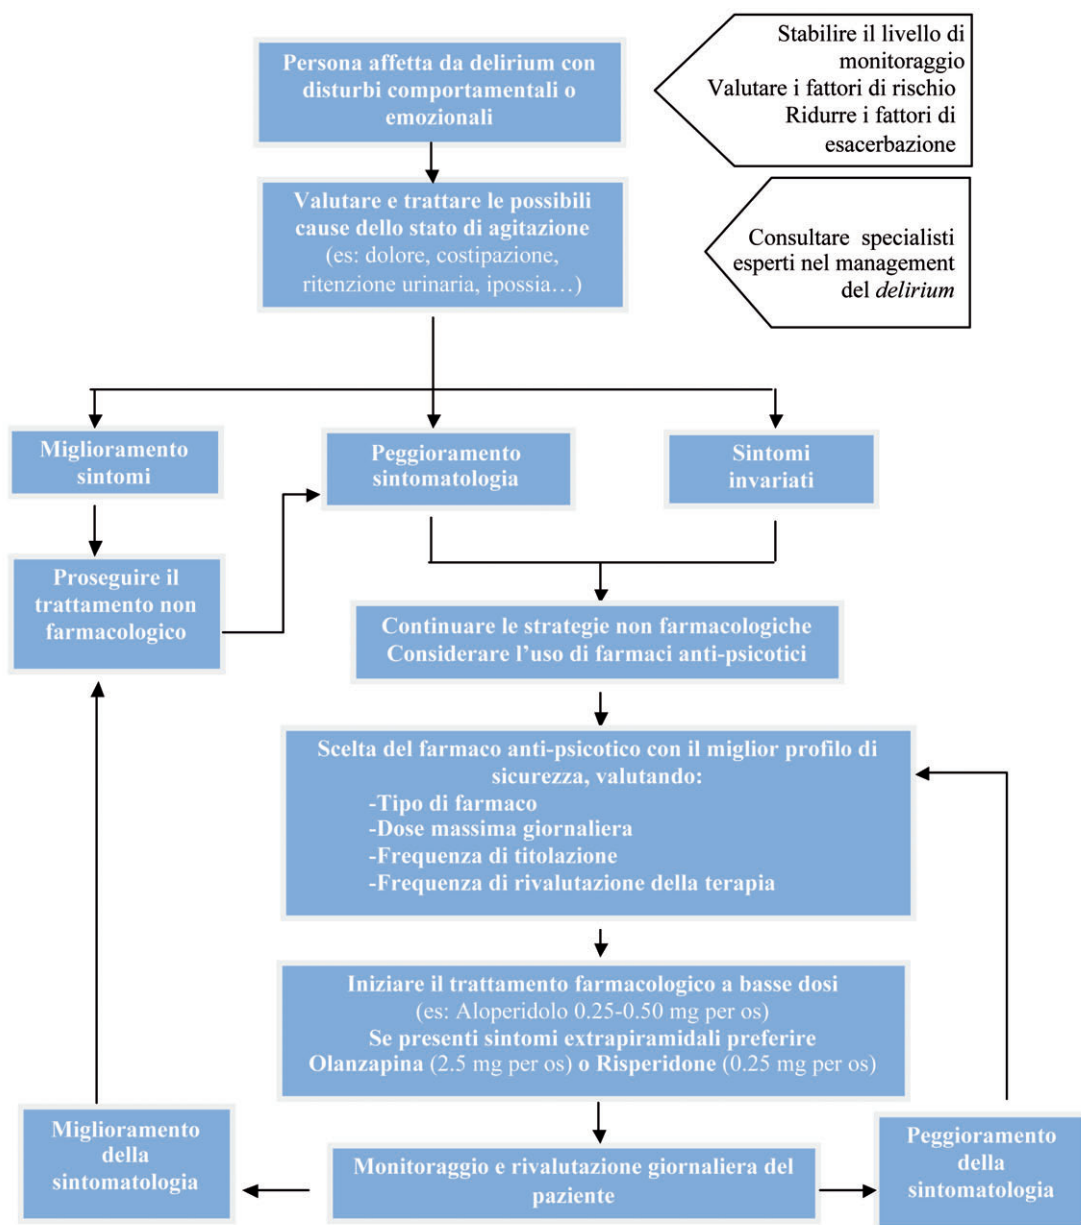 Persona affetta da delirium con
disturbi comportamentali o
emozionali
Stabilire il livello di
monitoraggio
Valutare i fattori di rischio
Ridurre i fattori di
esacerbazione
Valutare e trattare le possibili
cause dello stato di agitazione
(es: dolore, costipazione,
ritenzione urinaria, ipossia…)
Consultare specialisti
esperti nel management
del delirium
Miglioramento
sintomi
Peggioramento
sintomatologia
Sintomi
invariati
Proseguire il
trattamento non
farmacologico
Continuare le strategie non farmacologiche
Considerare l'uso di farmaci anti-psicotici
Scelta del farmaco anti-psicotico con il miglior profilo di
sicurezza, valutando:
-Tipo di farmaco
-Dose massima giornaliera
-Frequenza di titolazione
-Frequenza di rivalutazione della terapia
Iniziare il trattamento farmacologico a basse dosi
(es: Aloperidolo 0.25-0.50 mg per os)
Se presenti sintomi extrapiramidali preferire
Olanzapina (2.5 mg per os) o Risperidone (0.25 mg per os)
Miglioramento
della
sintomatologia
Monitoraggio e rivalutazione giornaliera del
paziente
Peggioramento
della
sintomatologia